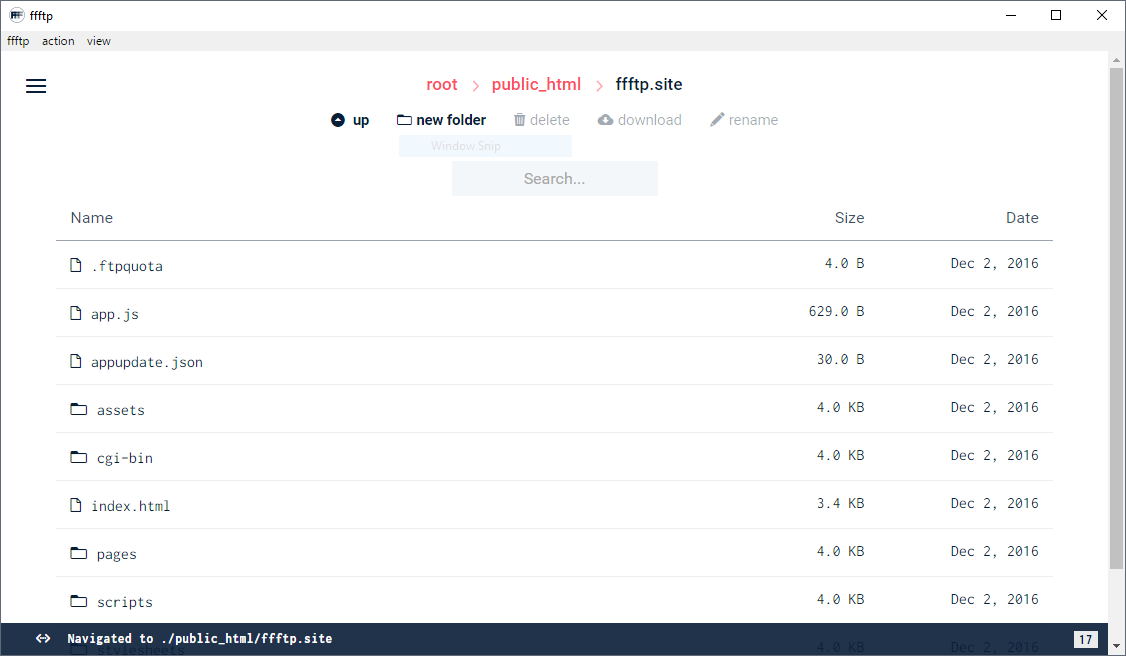 ffftp
ffftp action view
root > public_html > ffftp.site
up new folder delete download rename
Window Snip
Search...
Name Size Date
.ftpquota 4.0 B Dec 2, 2016
app.js 629.0 B Dec 2, 2016
appupdate.json 30.0 B Dec 2, 2016
assets 4.0 KB Dec 2, 2016
cgi-bin 4.0 KB Dec 2, 2016
index.html 3.4 KB Dec 2, 2016
pages 4.0 KB Dec 2, 2016
scripts 4.0 KB Dec 2, 2016
Navigated to ./public_html/ffftp.site 17
stylesheets 4.0 KB Dec 2, 2016